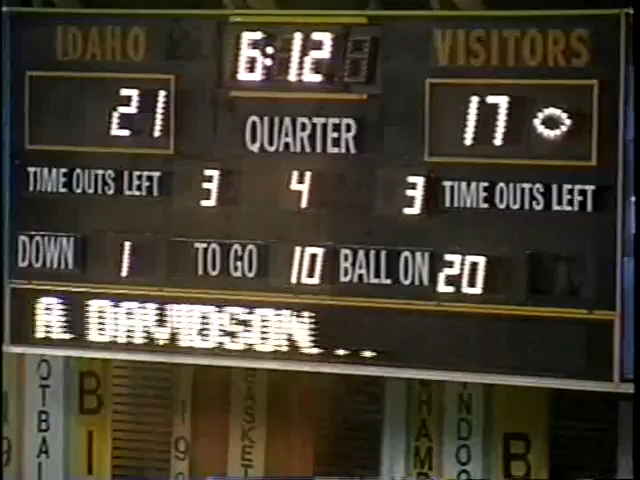 IDAHO 6:12 VISITORS
21 QUARTER 17
TIME OUTS LEFT 3 4 3 TIME OUTS LEFT
DOWN 1 TO GO 10 BALL ON 20
A. DAVIDSON...